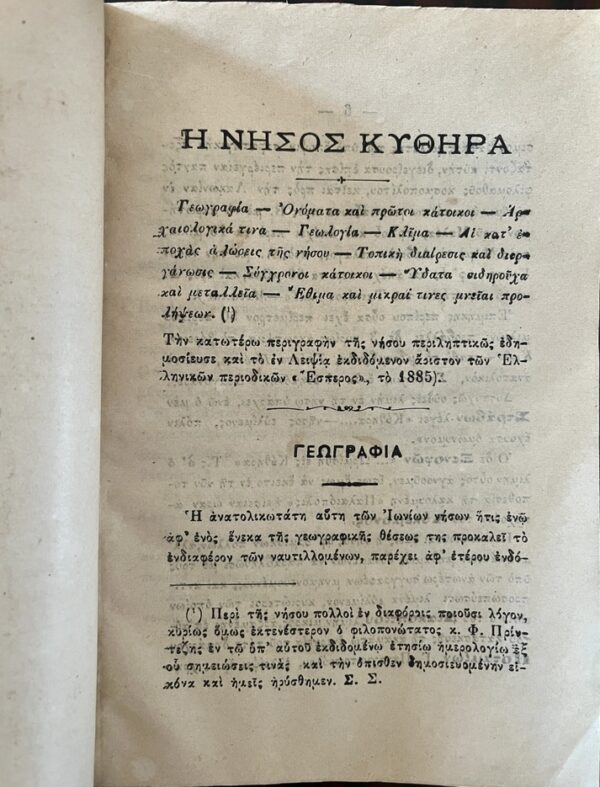 Ἡ ΝΗΣΟΣ ΚΥΘΗΡΑ
Γεωγραφία — Ὀνόματα καὶ πρῶτοι κάτοικοι — Ἀρ-
χαιολογικά τινα — Γεωλογία — Κλῖμα — Αἱ κατ' ἐ-
ποχὰς ἁλώσεις τῆς νήσου — Τοπικὴ διαίρεσις καὶ διορ-
γάνωσις — Σύγχρονοι κάτοικοι — Ὕδατα σιδηροῦχα
καὶ μεταλλεῖα — Ἔθιμα καὶ μικραί τινες μνεῖαι προ-
λήψεων. (¹)
Τὴν κατωτέρω περιγραφὴν τῆς νήσου περιληπτικῶς ἐδη-
μοσίευσε καὶ τὸ ἐν Λειψίᾳ ἐκδιδόμενον ἄριστον τῶν Ἑλ-
ληνικῶν περιοδικῶν «Ἕσπερος», τὸ 1885).
ΓΕΩΓΡΑΦΙΑ
Ἡ ἀνατολικωτάτη αὕτη τῶν Ἰονίων νήσων ἥτις ἐνῷ
ἀφ' ἑνὸς ἕνεκα τῆς γεωγραφικῆς θέσεως της προκαλεῖ τὸ
ἐνδιαφέρον τῶν ναυτιλλομένων, παρέχει ἀφ' ἑτέρου ἐνδό-
(¹) Περὶ τῆς νήσου πολλοὶ ἐν διαφόροις ποιοῦσι λόγον,
κυρίως ὅμως ἐκτενέστερον ὁ φιλοπονώτατος κ. Φ. Πρίν-
τεζης ἐν τῷ ὑπ' αὐτοῦ ἐκδιδομένῳ ἐτησίῳ ἡμερολογίῳ ἐξ
οὗ σημειώσεις τινὰς καὶ τὴν ὄπισθεν δημοσιευομένην εἰ-
κόνα καὶ ἡμεῖς ἠρύσθημεν. Σ. Σ.